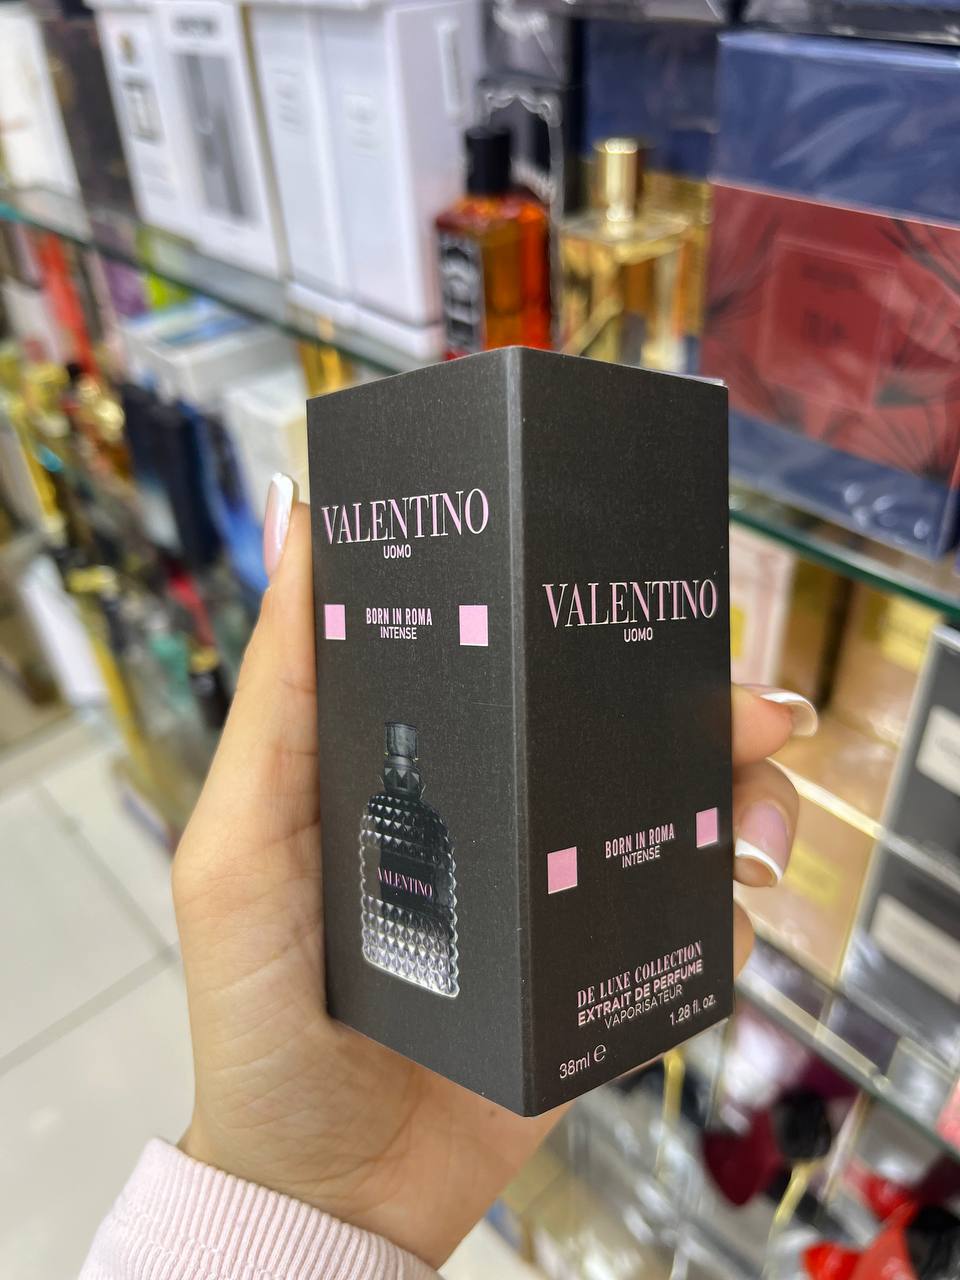 VALENTINO
UOMO
BORN IN ROMA
INTENSE
VALENTINO
VALENTINO
UOMO
BORN IN ROMA
INTENSE
DE LUXE COLLECTION
EXTRAIT DE PERFUME
VAPORISATEUR
38ml e 1.28 fl. oz.